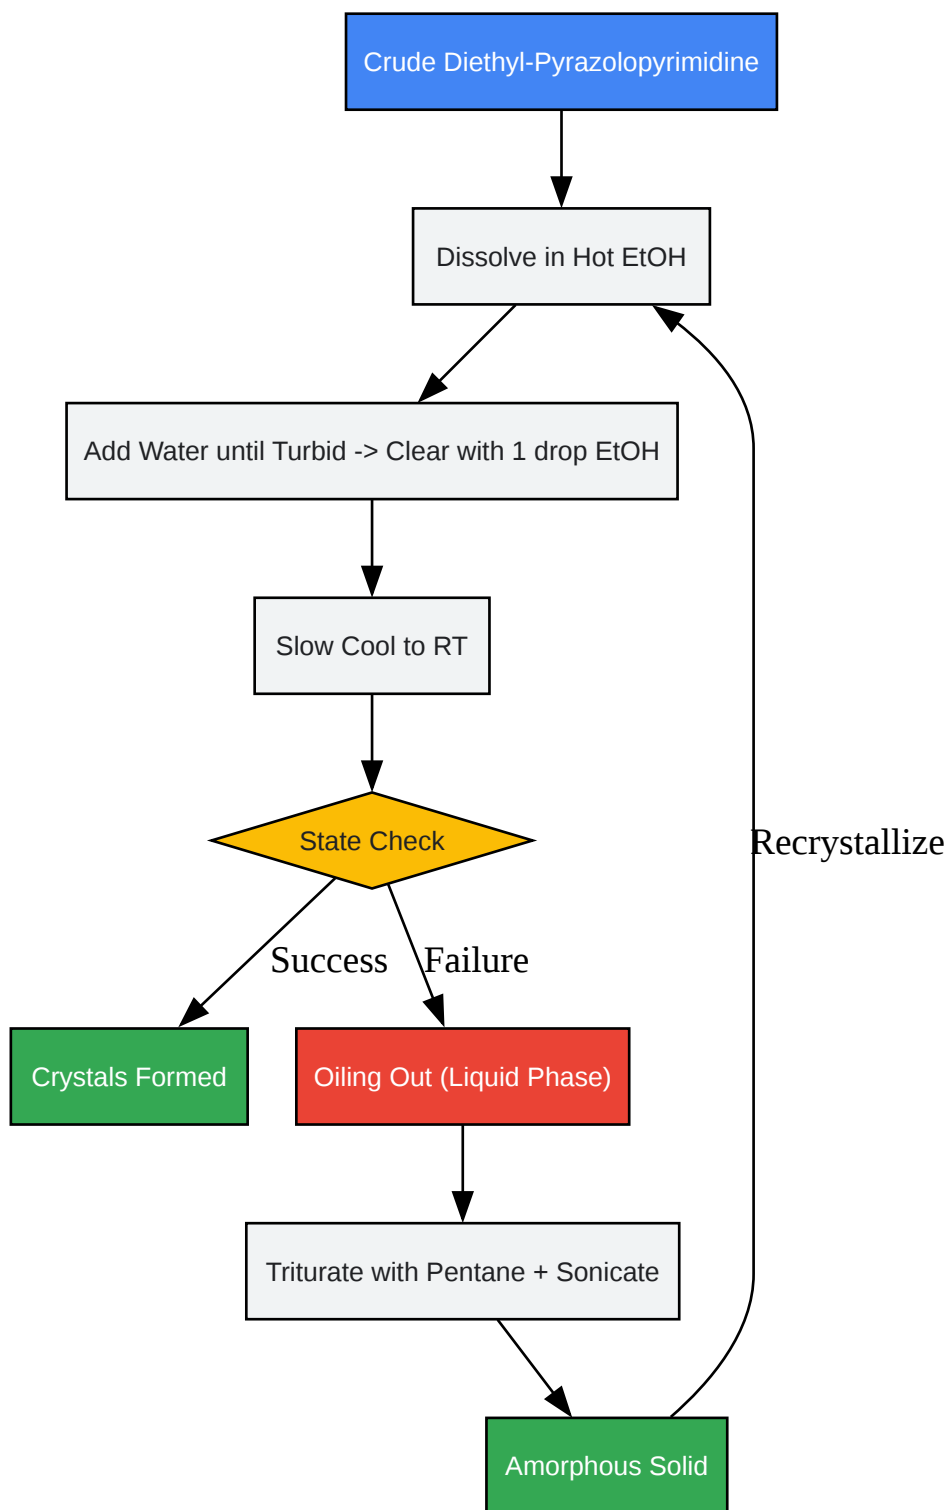 Crude Diethyl-Pyrazolopyrimidine
Dissolve in Hot EtOH
Add Water until Turbid -> Clear with 1 drop EtOH
Slow Cool to RT
State Check
Recrystallize
Success
Failure
Crystals Formed
Oiling Out (Liquid Phase)
Triturate with Pentane + Sonicate
Amorphous Solid